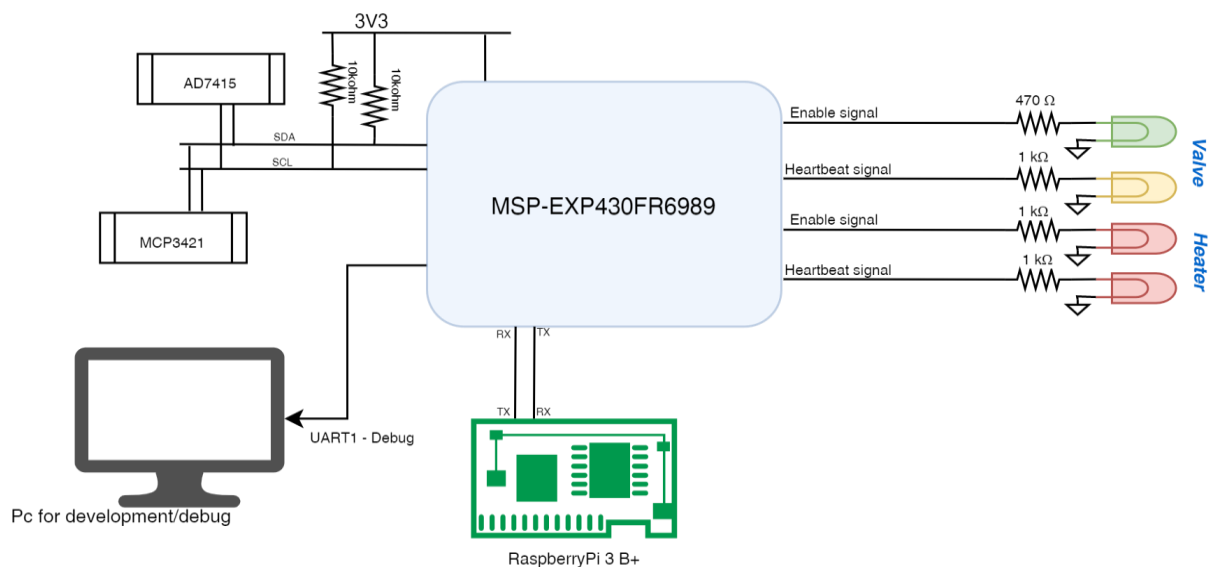 3V3
AD7415
10kohm
10kohm
SDA
SCL
MCP3421
MSP-EXP430FR6989
Enable signal
470 Ω
Heartbeat signal
1 kΩ
Valve
Enable signal
1 kΩ
Heartbeat signal
1 kΩ
Heater
RX
TX
TX
RX
UART1 - Debug
Pc for development/debug
RaspberryPi 3 B+